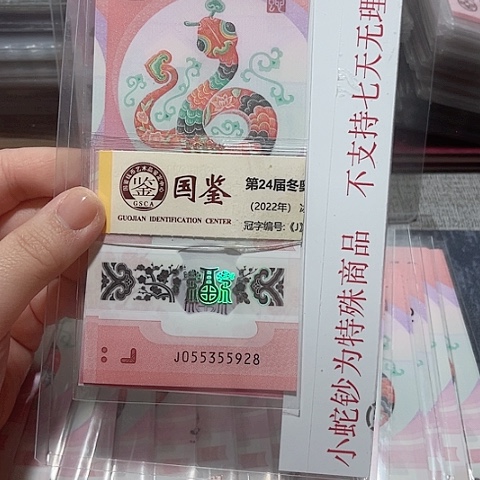 鉴
GSCA
国鉴
GUOJIAN IDENTIFICATION CENTER
第24届冬奥
(2022年)
冠字编号:《J
J055355928
小蛇钞为特殊商品 不支持七天无理